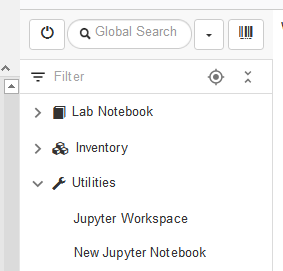 Global Search
Filter
Lab Notebook
Inventory
Utilities
Jupyter Workspace
New Jupyter Notebook